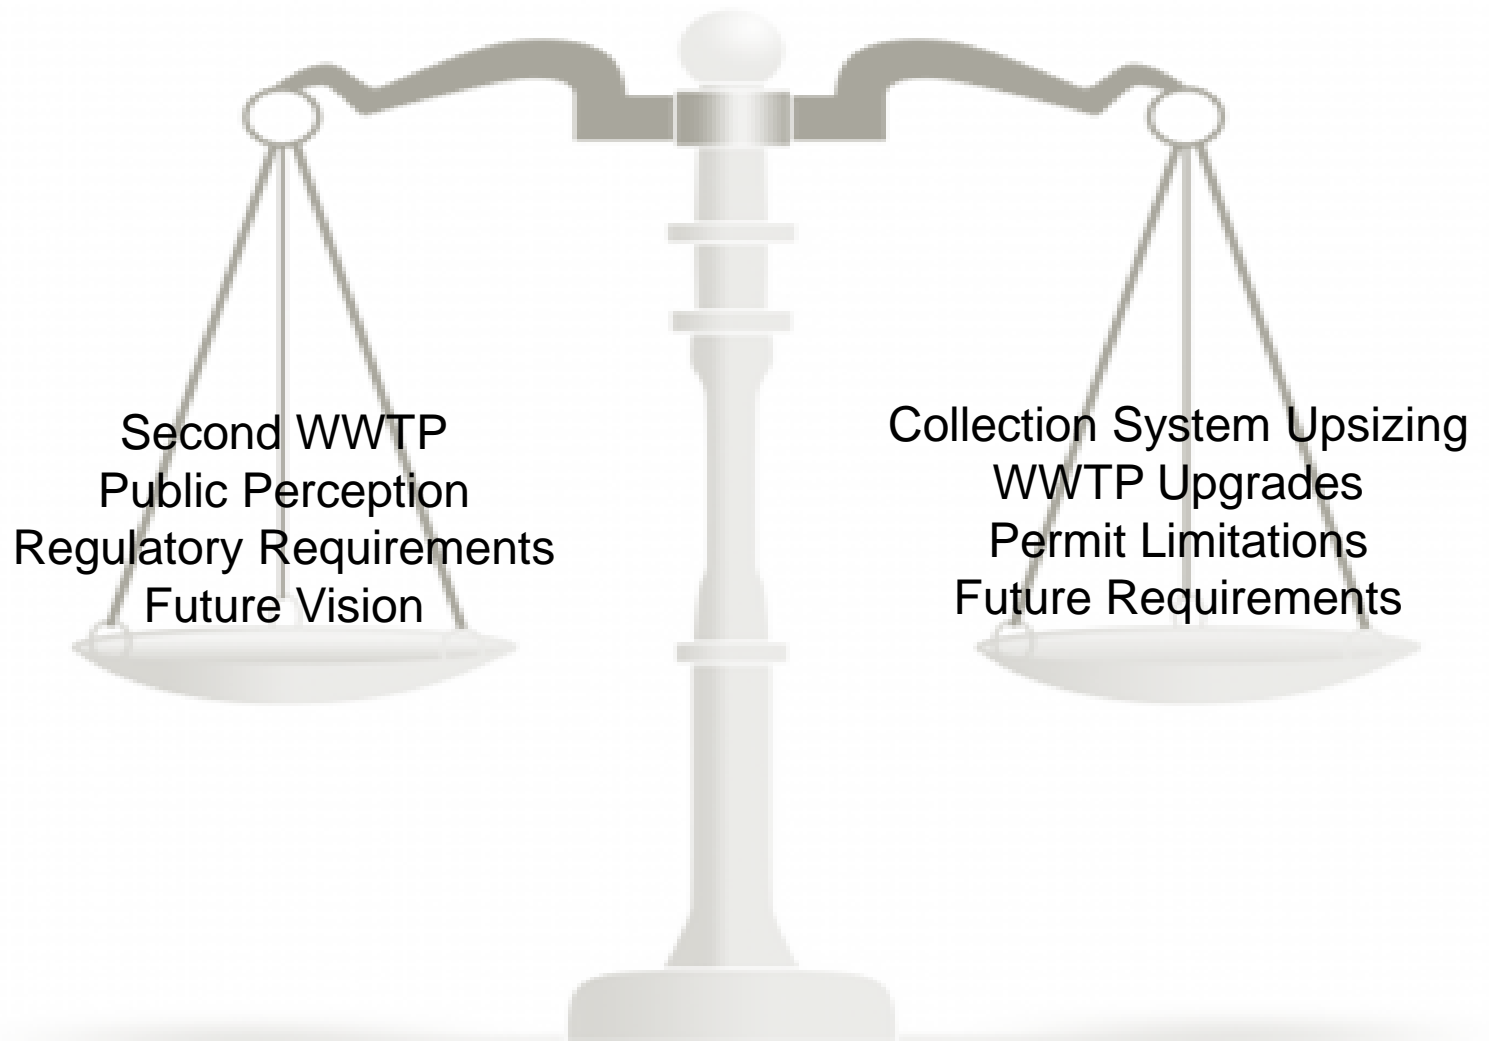 Second WWTP
Public Perception
Regulatory Requirements
Future Vision
Collection System Upsizing
WWTP Upgrades
Permit Limitations
Future Requirements